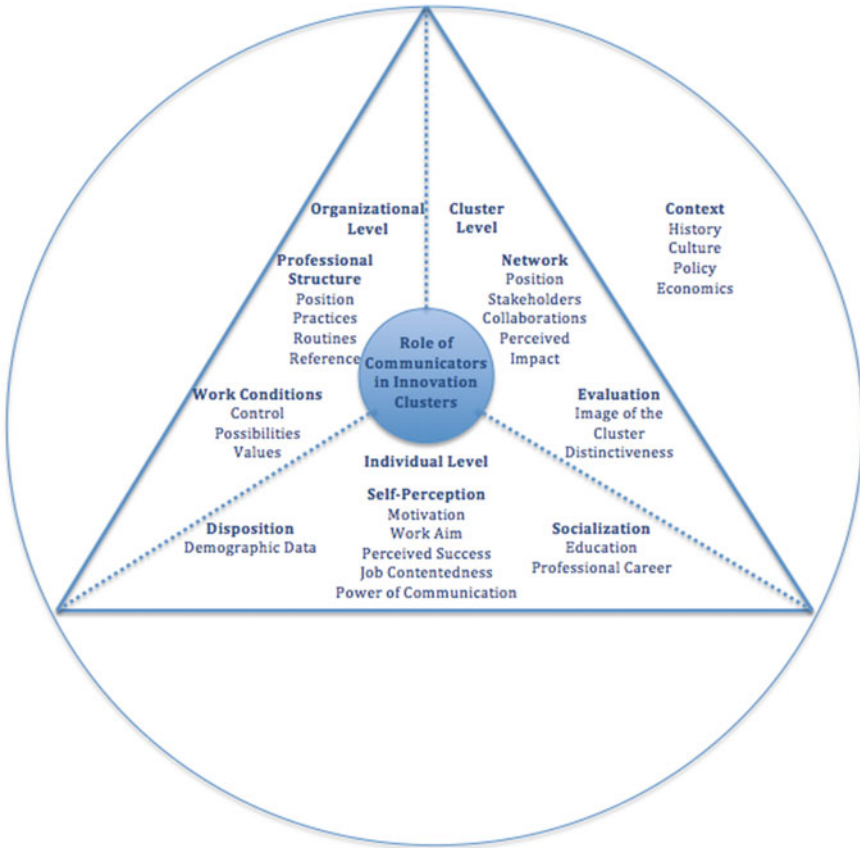 Organizational
Level
Cluster
Level
Context
History
Culture
Policy
Economics
Professional
Structure
Position
Practices
Routines
Reference
Network
Position
Stakeholders
Collaborations
Perceived
Impact
Role of
Communicators
in Innovation
Clusters
Work Conditions
Control
Possibilities
Values
Evaluation
Image of the
Cluster
Distinctiveness
Individual Level
Self-Perception
Motivation
Work Aim
Perceived Success
Job Contentedness
Power of Communication
Disposition
Demographic Data
Socialization
Education
Professional Career